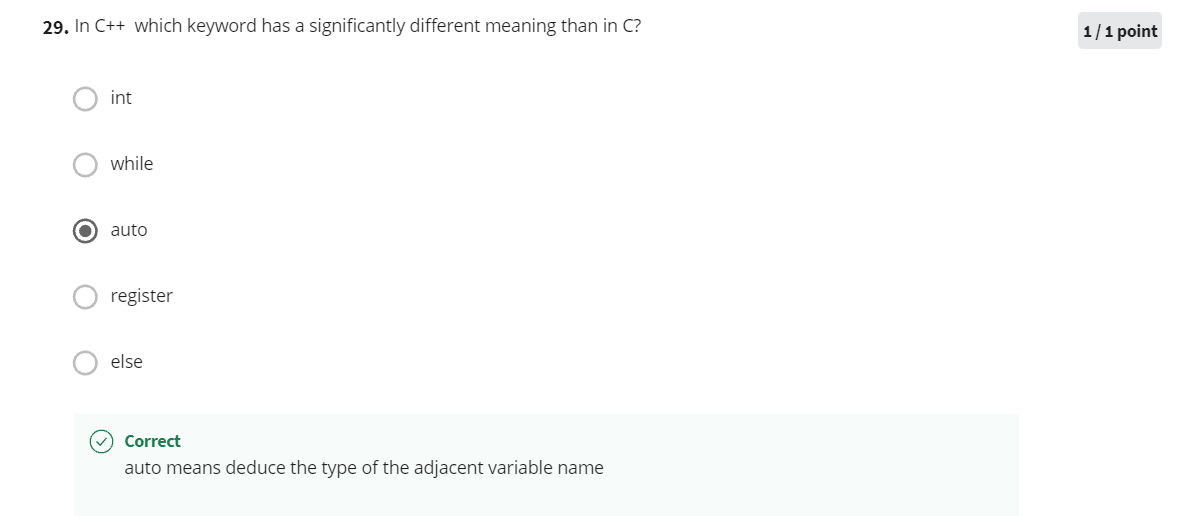 29. In C++ which keyword has a significantly different meaning than in C?
1 / 1 point
int
while
auto
register
else
Correct
auto means deduce the type of the adjacent variable name